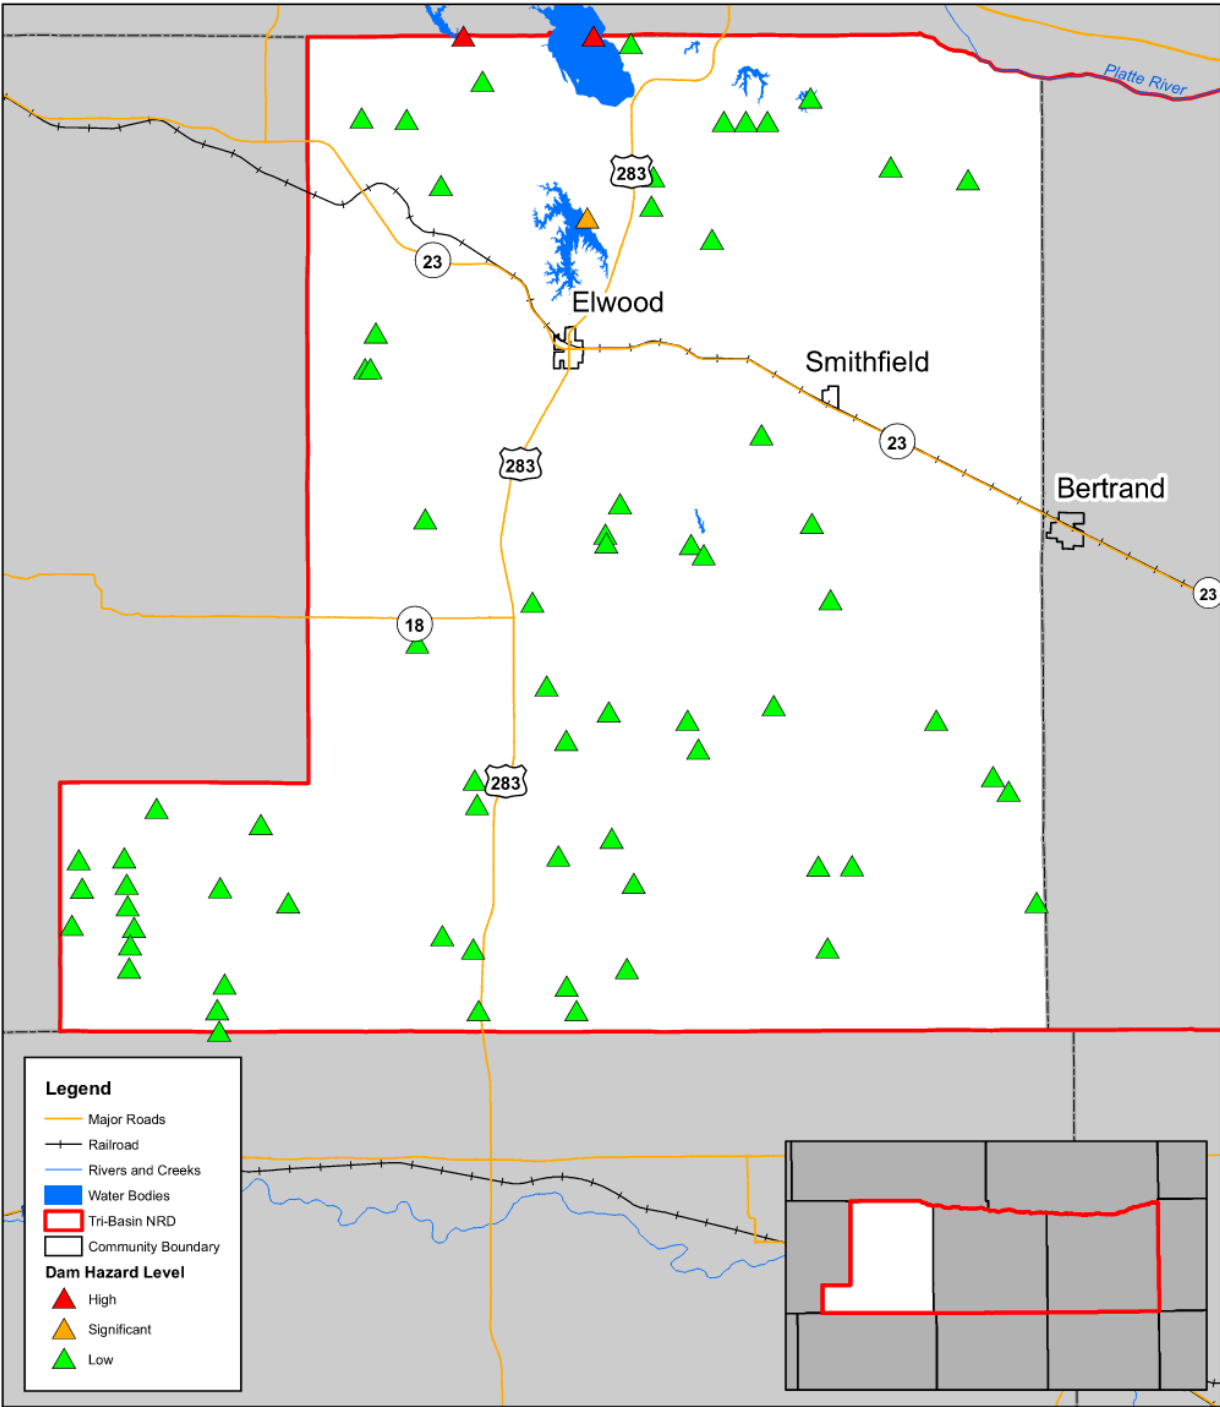 Platte River
283
23
Elwood
Smithfield
23
283
Bertrand
23
18
283
Legend
Major Roads
Railroad
Rivers and Creeks
Water Bodies
Tri-Basin NRD
Community Boundary
Dam Hazard Level
High
Significant
Low